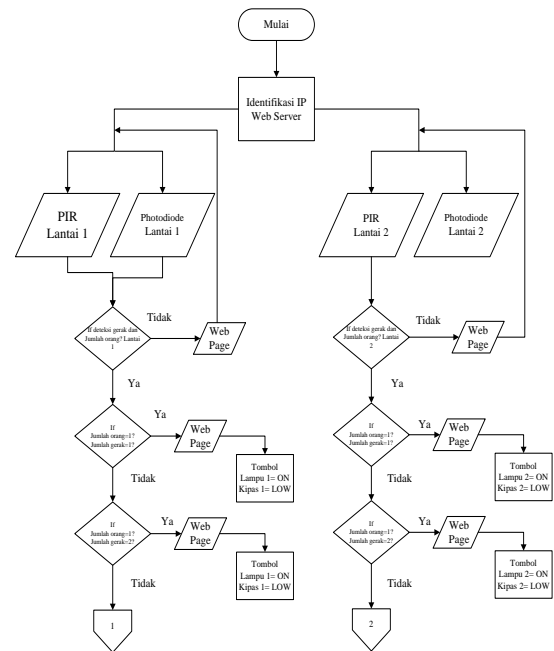 Mulai
Identifikasi IP
Web Server
PIR
Lantai 1
Photodiode
Lantai 1
If deteksi gerak dan
Jumlah orang? Lantai
1
Tidak
Web
Page
Ya
If
Jumlah orang=1?
Jumlah gerak=1?
Ya
Web
Page
Tombol
Lampu 1= ON
Kipas 1= LOW
Tidak
If
Jumlah orang=1?
Jumlah gerak=2?
Ya
Web
Page
Tombol
Lampu 1= ON
Kipas 1= LOW
Tidak
1
PIR
Lantai 2
Photodiode
Lantai 2
If deteksi gerak dan
Jumlah orang? Lantai
2
Tidak
Web
Page
Ya
If
Jumlah orang=1?
Jumlah gerak=1?
Ya
Web
Page
Tombol
Lampu 2= ON
Kipas 2= LOW
Tidak
If
Jumlah orang=1?
Jumlah gerak=2?
Ya
Web
Page
Tombol
Lampu 2= ON
Kipas 2= LOW
Tidak
2